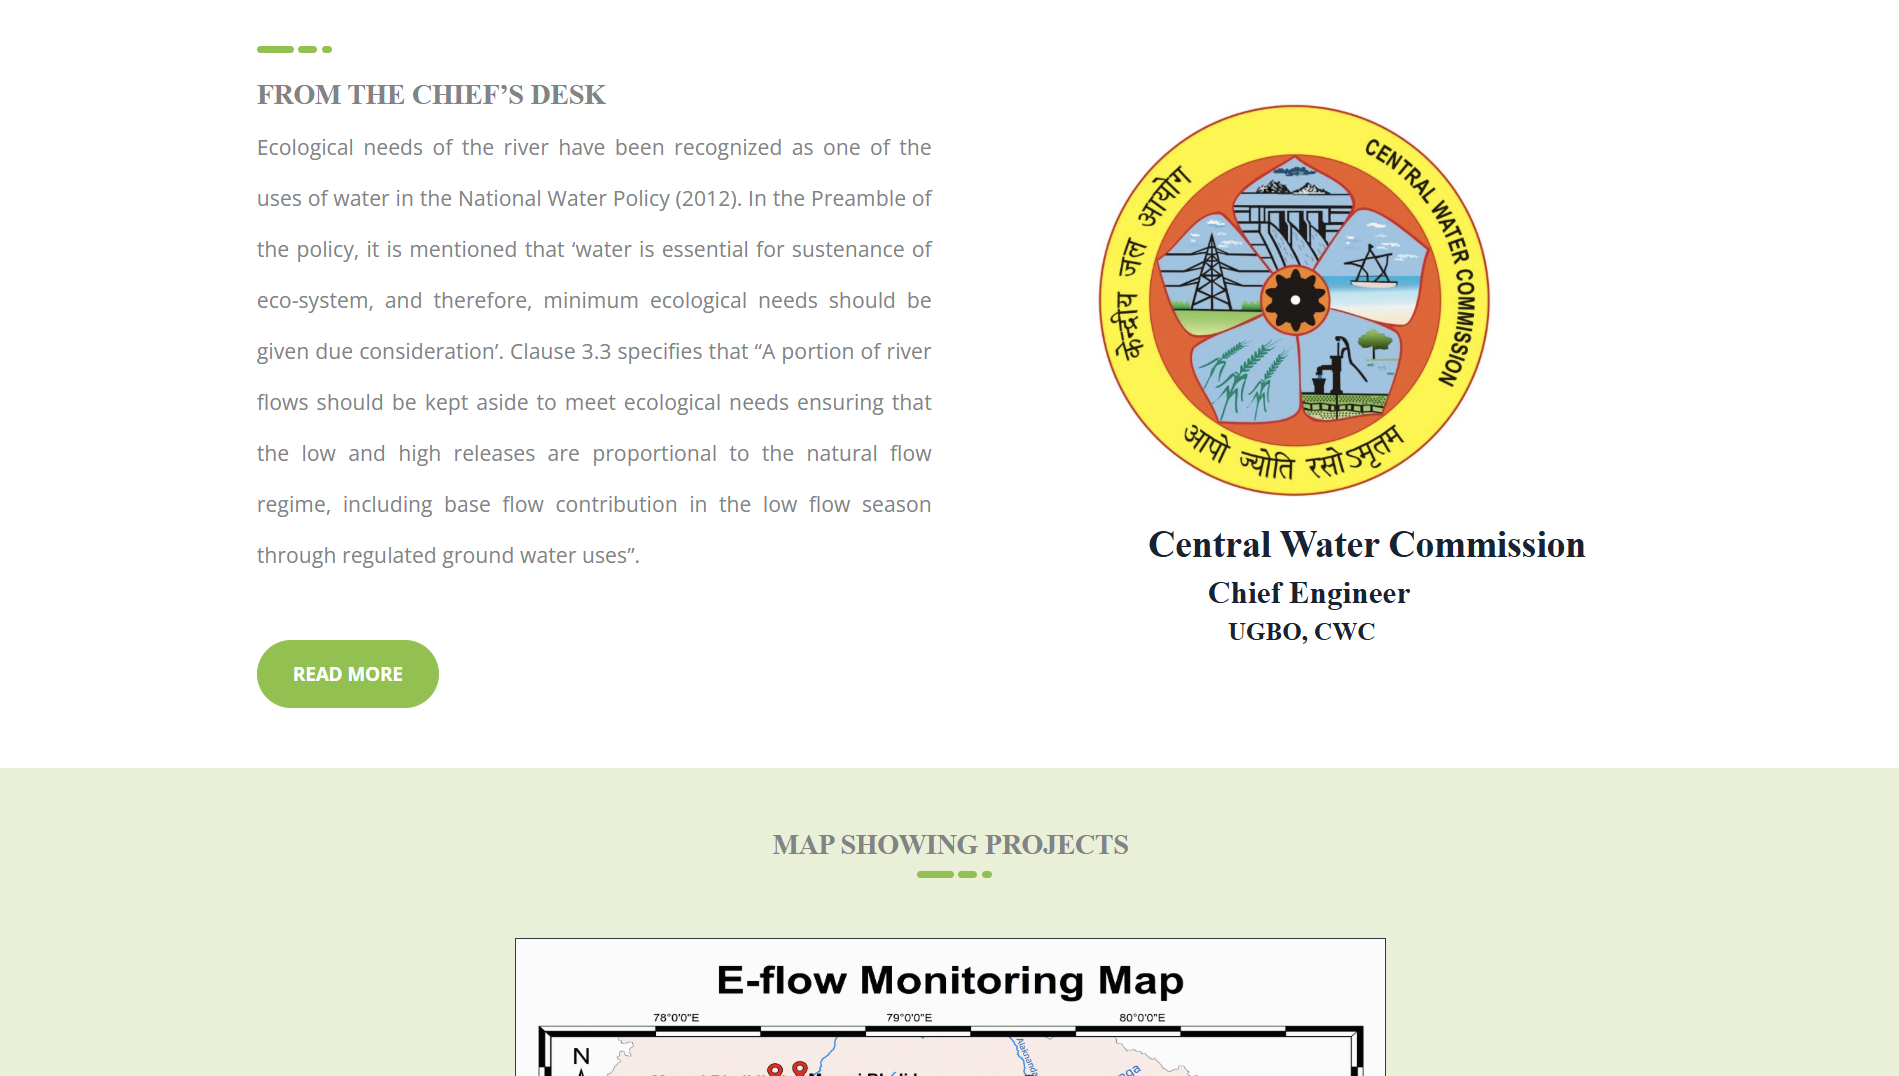 FROM THE CHIEF’S DESK
Ecological needs of the river have been recognized as one of the
uses of water in the National Water Policy (2012). In the Preamble of
the policy, it is mentioned that ‘water is essential for sustenance of
eco-system, and therefore, minimum ecological needs should be
given due consideration’. Clause 3.3 specifies that “A portion of river
flows should be kept aside to meet ecological needs ensuring that
the low and high releases are proportional to the natural flow
regime, including base flow contribution in the low flow season
through regulated ground water uses”.
READ MORE
केन्द्रीय जल आयोग
CENTRAL WATER COMMISSION
आपो ज्योति रसोऽमृतम
Central Water Commission
Chief Engineer
UGBO, CWC
MAP SHOWING PROJECTS
E-flow Monitoring Map
78°0'0"E 79°0'0"E 80°0'0"E
N
Alaknanda